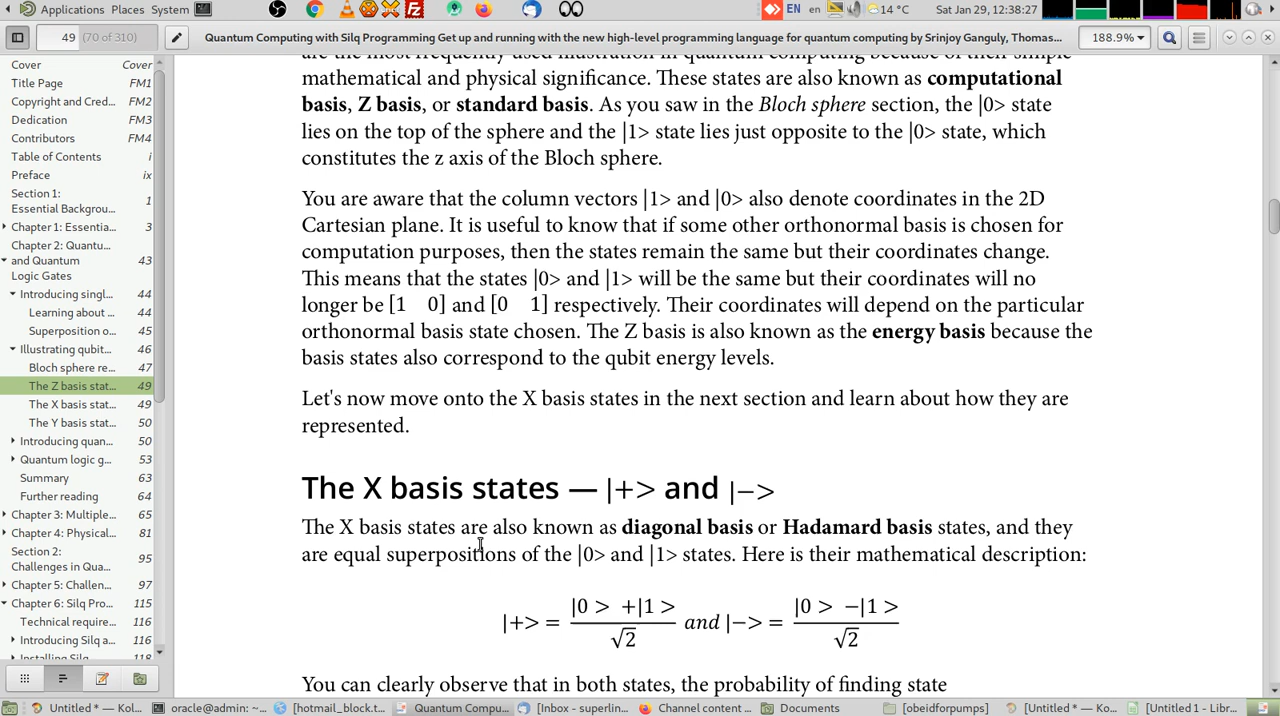 Applications Places System EN en 14 °C Sat Jan 29, 12:38:27
49 (70 of 310) Quantum Computing with Silq Programming Get up and running with the new high-level programming language for quantum computing by Srinjoy Ganguly, Thomas... 188.9%
Cover Cover
Title Page FM1
Copyright and Cred... FM2
Dedication FM3
Contributors FM4
Table of Contents i
Preface ix
Section 1:
Essential Backgrou... 1
Chapter 1: Essentia... 3
Chapter 2: Quantu...
and Quantum 43
Logic Gates
Introducing singl... 44
Learning about ... 44
Superposition o... 45
Illustrating qubit... 46
Bloch sphere re... 47
The Z basis stat... 49
The X basis stat... 49
The Y basis stat... 50
Introducing quan... 50
Quantum logic g... 53
Summary 63
Further reading 64
Chapter 3: Multiple... 65
Chapter 4: Physical... 81
Section 2:
Challenges in Qua... 95
Chapter 5: Challen... 97
Chapter 6: Silq Pro... 115
Technical require... 116
Introducing Silq a... 116
Installing Silq 118
are the most frequently used illustration in quantum computing because of their simple
mathematical and physical significance. These states are also known as computational
basis, Z basis, or standard basis. As you saw in the Bloch sphere section, the |0> state
lies on the top of the sphere and the |1> state lies just opposite to the |0> state, which
constitutes the z axis of the Bloch sphere.
You are aware that the column vectors |1> and |0> also denote coordinates in the 2D
Cartesian plane. It is useful to know that if some other orthonormal basis is chosen for
computation purposes, then the states remain the same but their coordinates change.
This means that the states |0> and |1> will be the same but their coordinates will no
longer be [1 0] and [0 1] respectively. Their coordinates will depend on the particular
orthonormal basis state chosen. The Z basis is also known as the energy basis because the
basis states also correspond to the qubit energy levels.
Let's now move onto the X basis states in the next section and learn about how they are
represented.
The X basis states — |+> and |−>
The X basis states are also known as diagonal basis or Hadamard basis states, and they
are equal superpositions of the |0> and |1> states. Here is their mathematical description:
|+> = |0 > +|1 > / √2 and |−> = |0 > −|1 > / √2
You can clearly observe that in both states, the probability of finding state
Untitled * — Kol... oracle@admin: ~... [hotmail_block.t... Quantum Compu... [Inbox - superlin... Channel content ... Documents [obeidforpumps] [Untitled * — Ko... [Untitled 1 - Libr...